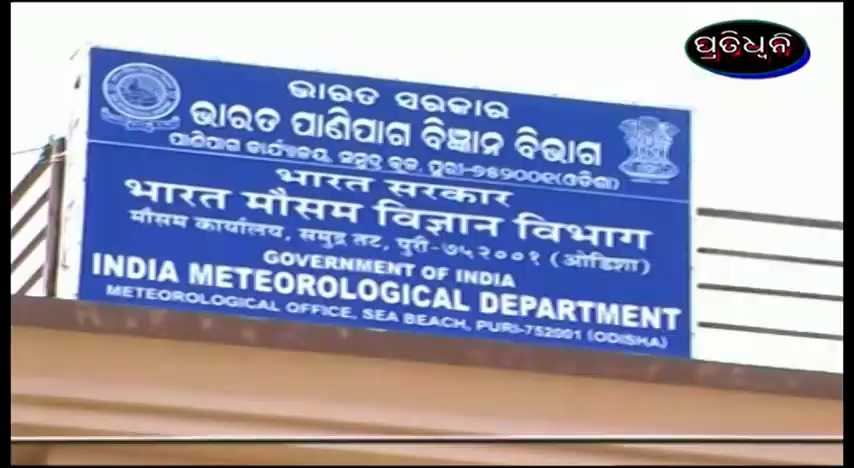 ପ୍ରତିଧ୍ୱନି
ଭାରତ ସରକାର
ଭାରତ ପାଣିପାଗ ବିଜ୍ଞାନ ବିଭାଗ
ପାଣିପାଗ କାର୍ଯ୍ୟାଳୟ, ସମୁଦ୍ର କୂଳ, ପୁରୀ-୭୫୨୦୦୧(ଓଡିଶା)
भारत सरकार
भारत मौसम विज्ञान विभाग
मौसम कार्यालय, समुद्र तट, पुरी-७५२००१ (ओडिशा)
GOVERNMENT OF INDIA
INDIA METEOROLOGICAL DEPARTMENT
METEOROLOGICAL OFFICE, SEA BEACH, PURI-752001 (ODISHA)